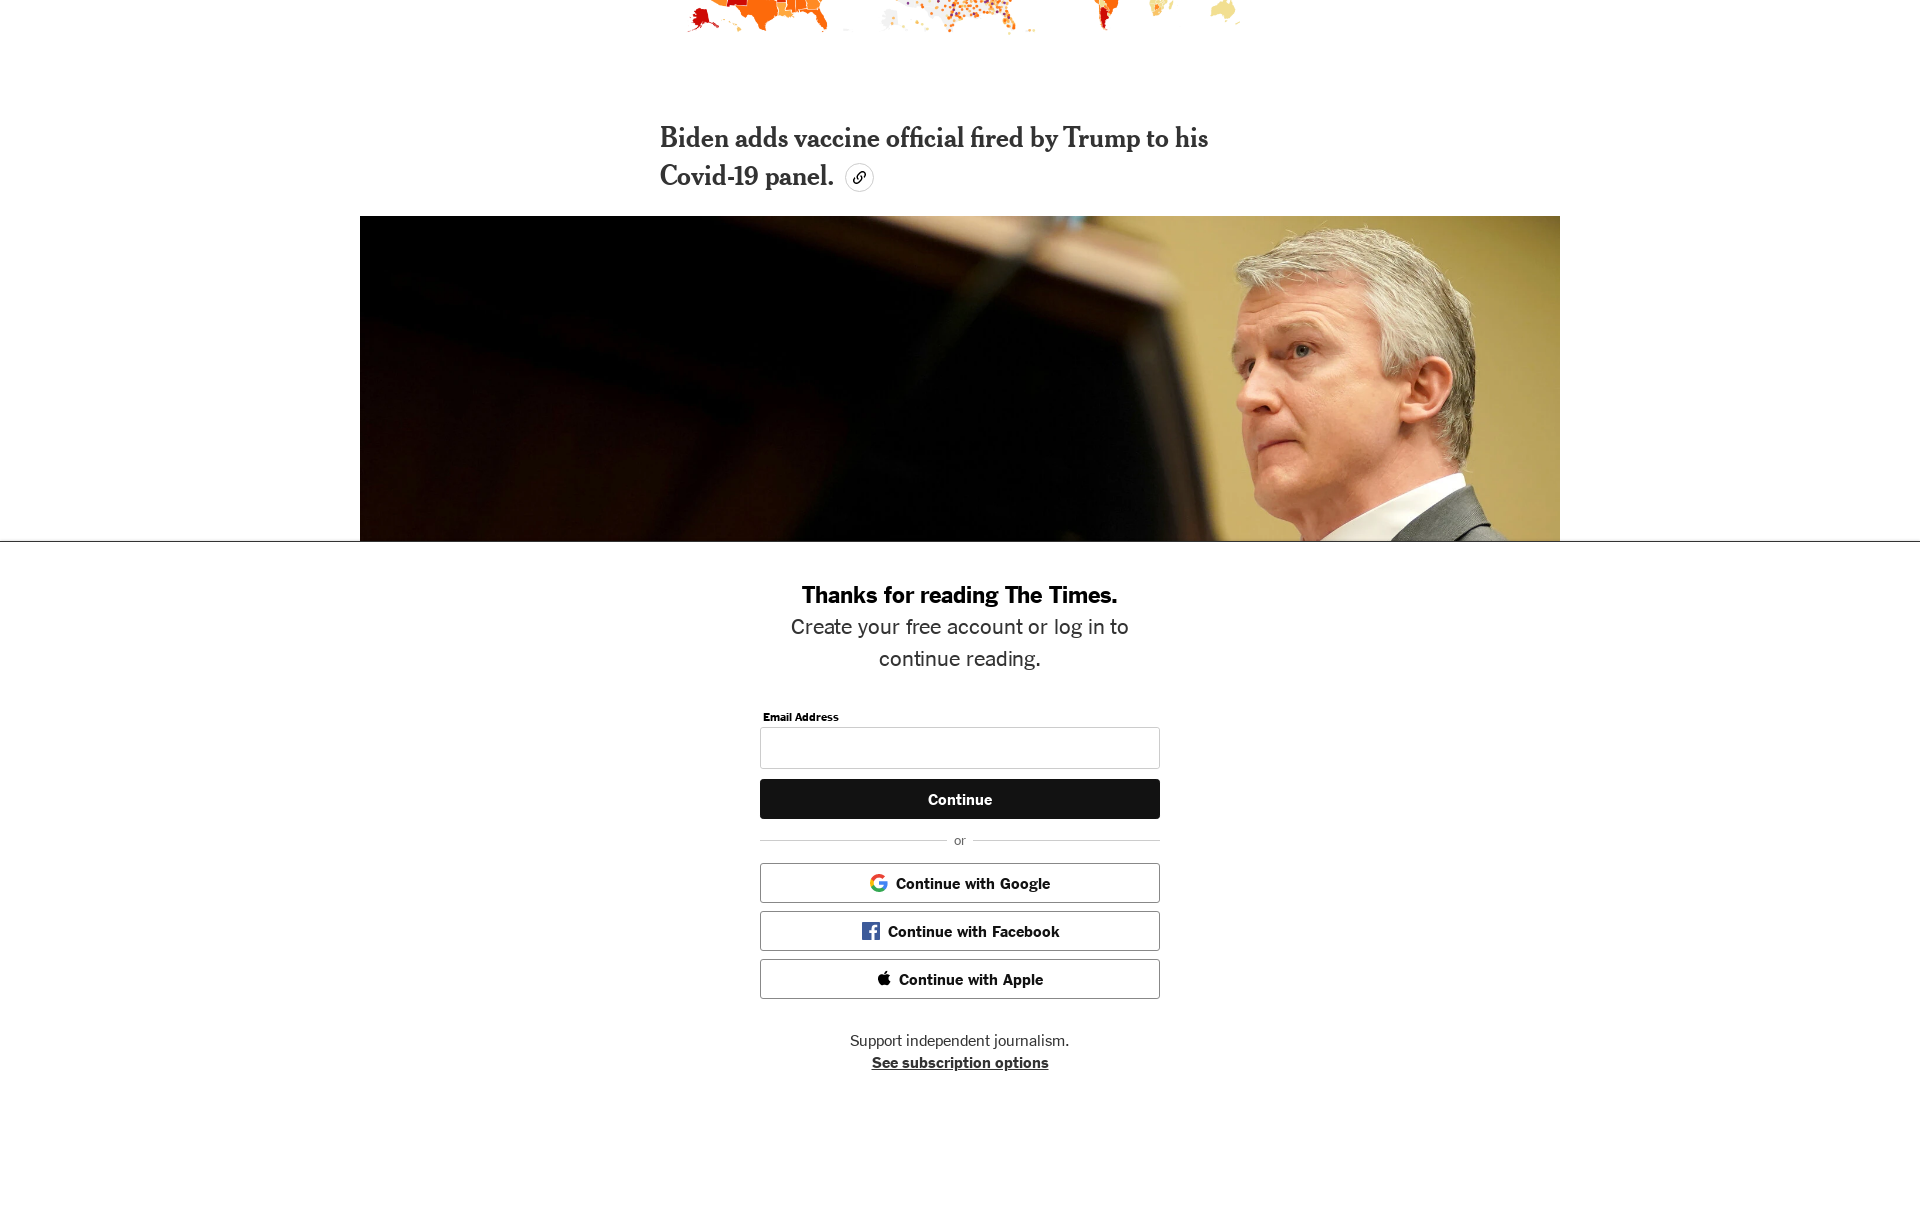 Biden adds vaccine official fired by Trump to his
Covid-19 panel.
Thanks for reading The Times.
Create your free account or log in to
continue reading.
Email Address
Continue
or
Continue with Google
Continue with Facebook
Continue with Apple
Support independent journalism.
See subscription options